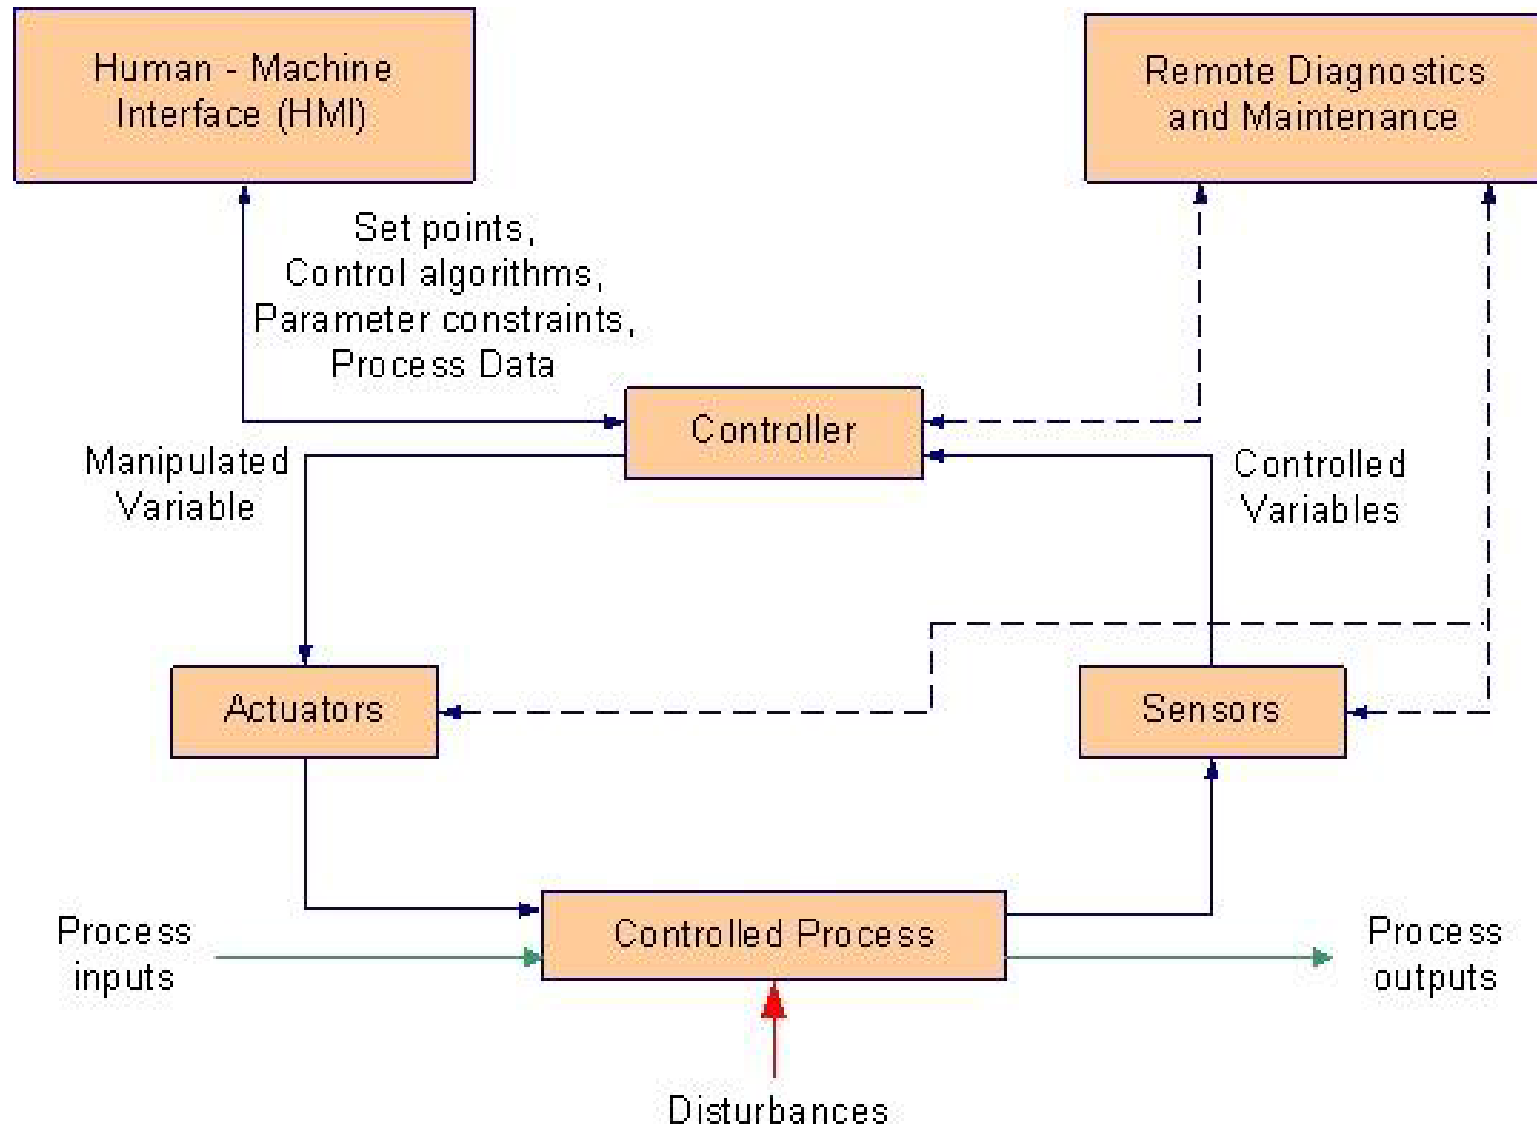 Human - Machine
Interface (HMI)
Remote Diagnostics
and Maintenance
Set points,
Control algorithms,
Parameter constraints,
Process Data
Controller
Manipulated
Variable
Controlled
Variables
Actuators
Sensors
Process
inputs
Controlled Process
Process
outputs
Disturbances